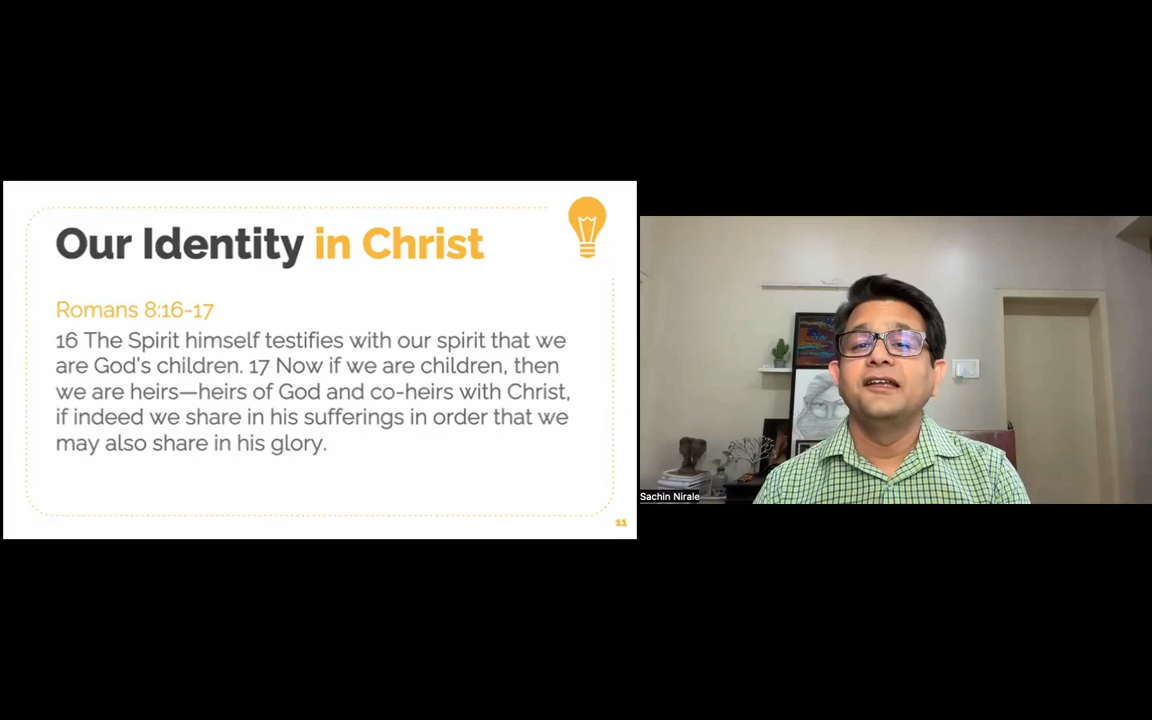 Our Identity in Christ
Romans 8:16-17
16 The Spirit himself testifies with our spirit that we
are God's children. 17 Now if we are children, then
we are heirs—heirs of God and co-heirs with Christ,
if indeed we share in his sufferings in order that we
may also share in his glory.
11
Sachin Nirale